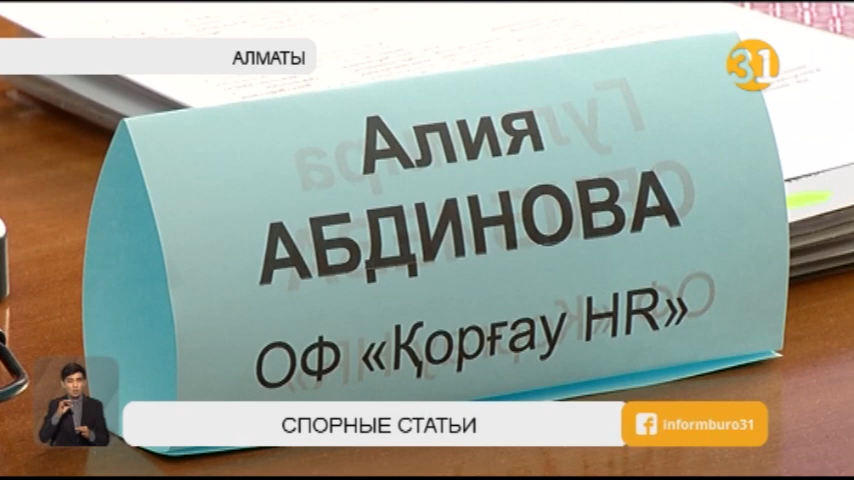 АЛМАТЫ
31
Алия
АБДИНОВА
ОФ «Қорғау HR»
СПОРНЫЕ СТАТЬИ
informburo31